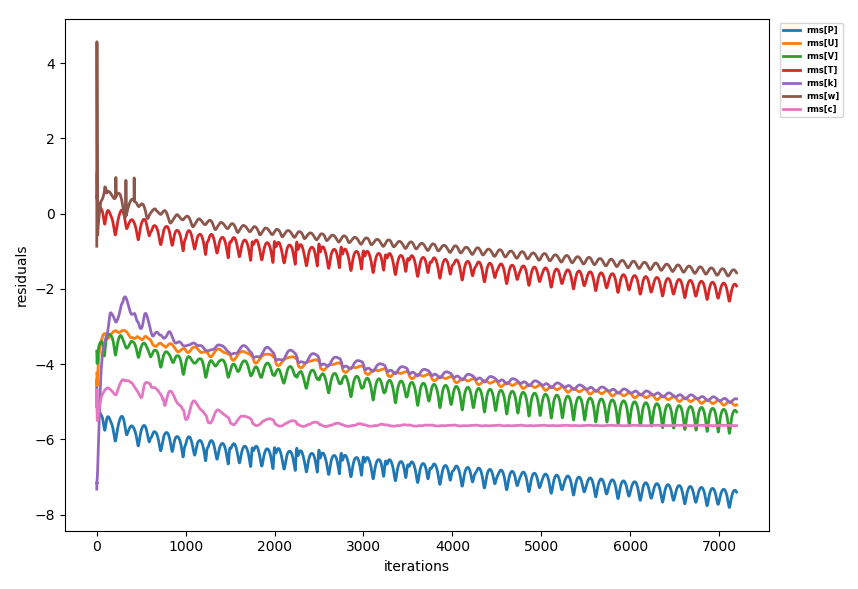 4
2
0
−2
−4
−6
−8
residuals
0 1000 2000 3000 4000 5000 6000 7000
iterations
rms[P]
rms[U]
rms[V]
rms[T]
rms[k]
rms[w]
rms[c]